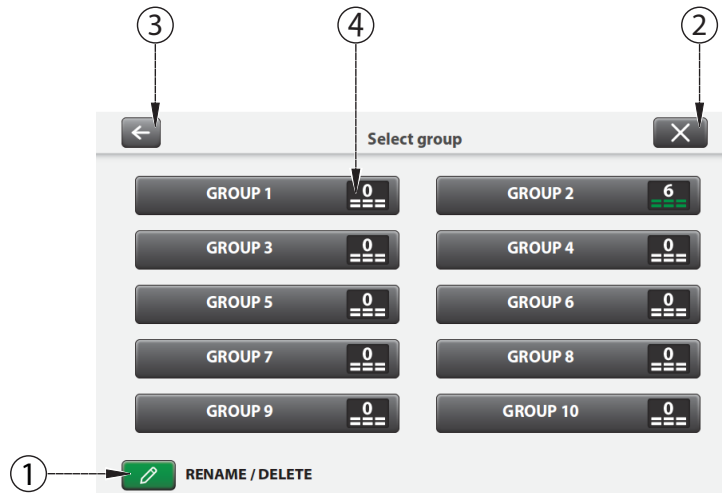 3 4 2
Select group
GROUP 1 0 GROUP 2 6
GROUP 3 0 GROUP 4 0
GROUP 5 0 GROUP 6 0
GROUP 7 0 GROUP 8 0
GROUP 9 0 GROUP 10 0
1 RENAME / DELETE